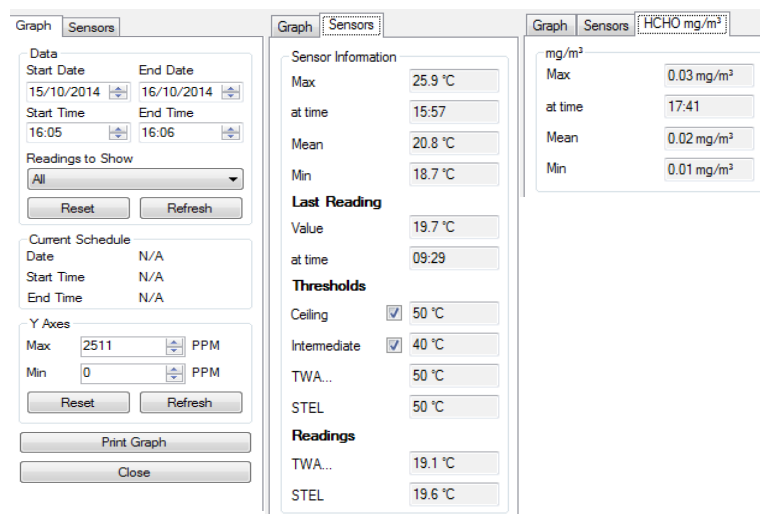 Graph Sensors
Data
Start Date End Date
15/10/2014 16/10/2014
Start Time End Time
16:05 16:06
Readings to Show
All
Reset Refresh
Current Schedule
Date N/A
Start Time N/A
End Time N/A
Y Axes
Max 2511 PPM
Min 0 PPM
Reset Refresh
Print Graph
Close
Graph Sensors
Sensor Information
Max 25.9 °C
at time 15:57
Mean 20.8 °C
Min 18.7 °C
Last Reading
Value 19.7 °C
at time 09:29
Thresholds
Ceiling 50 °C
Intermediate 40 °C
TWA... 50 °C
STEL 50 °C
Readings
TWA... 19.1 °C
STEL 19.6 °C
Graph Sensors HCHO mg/m³
mg/m³
Max 0.03 mg/m³
at time 17:41
Mean 0.02 mg/m³
Min 0.01 mg/m³